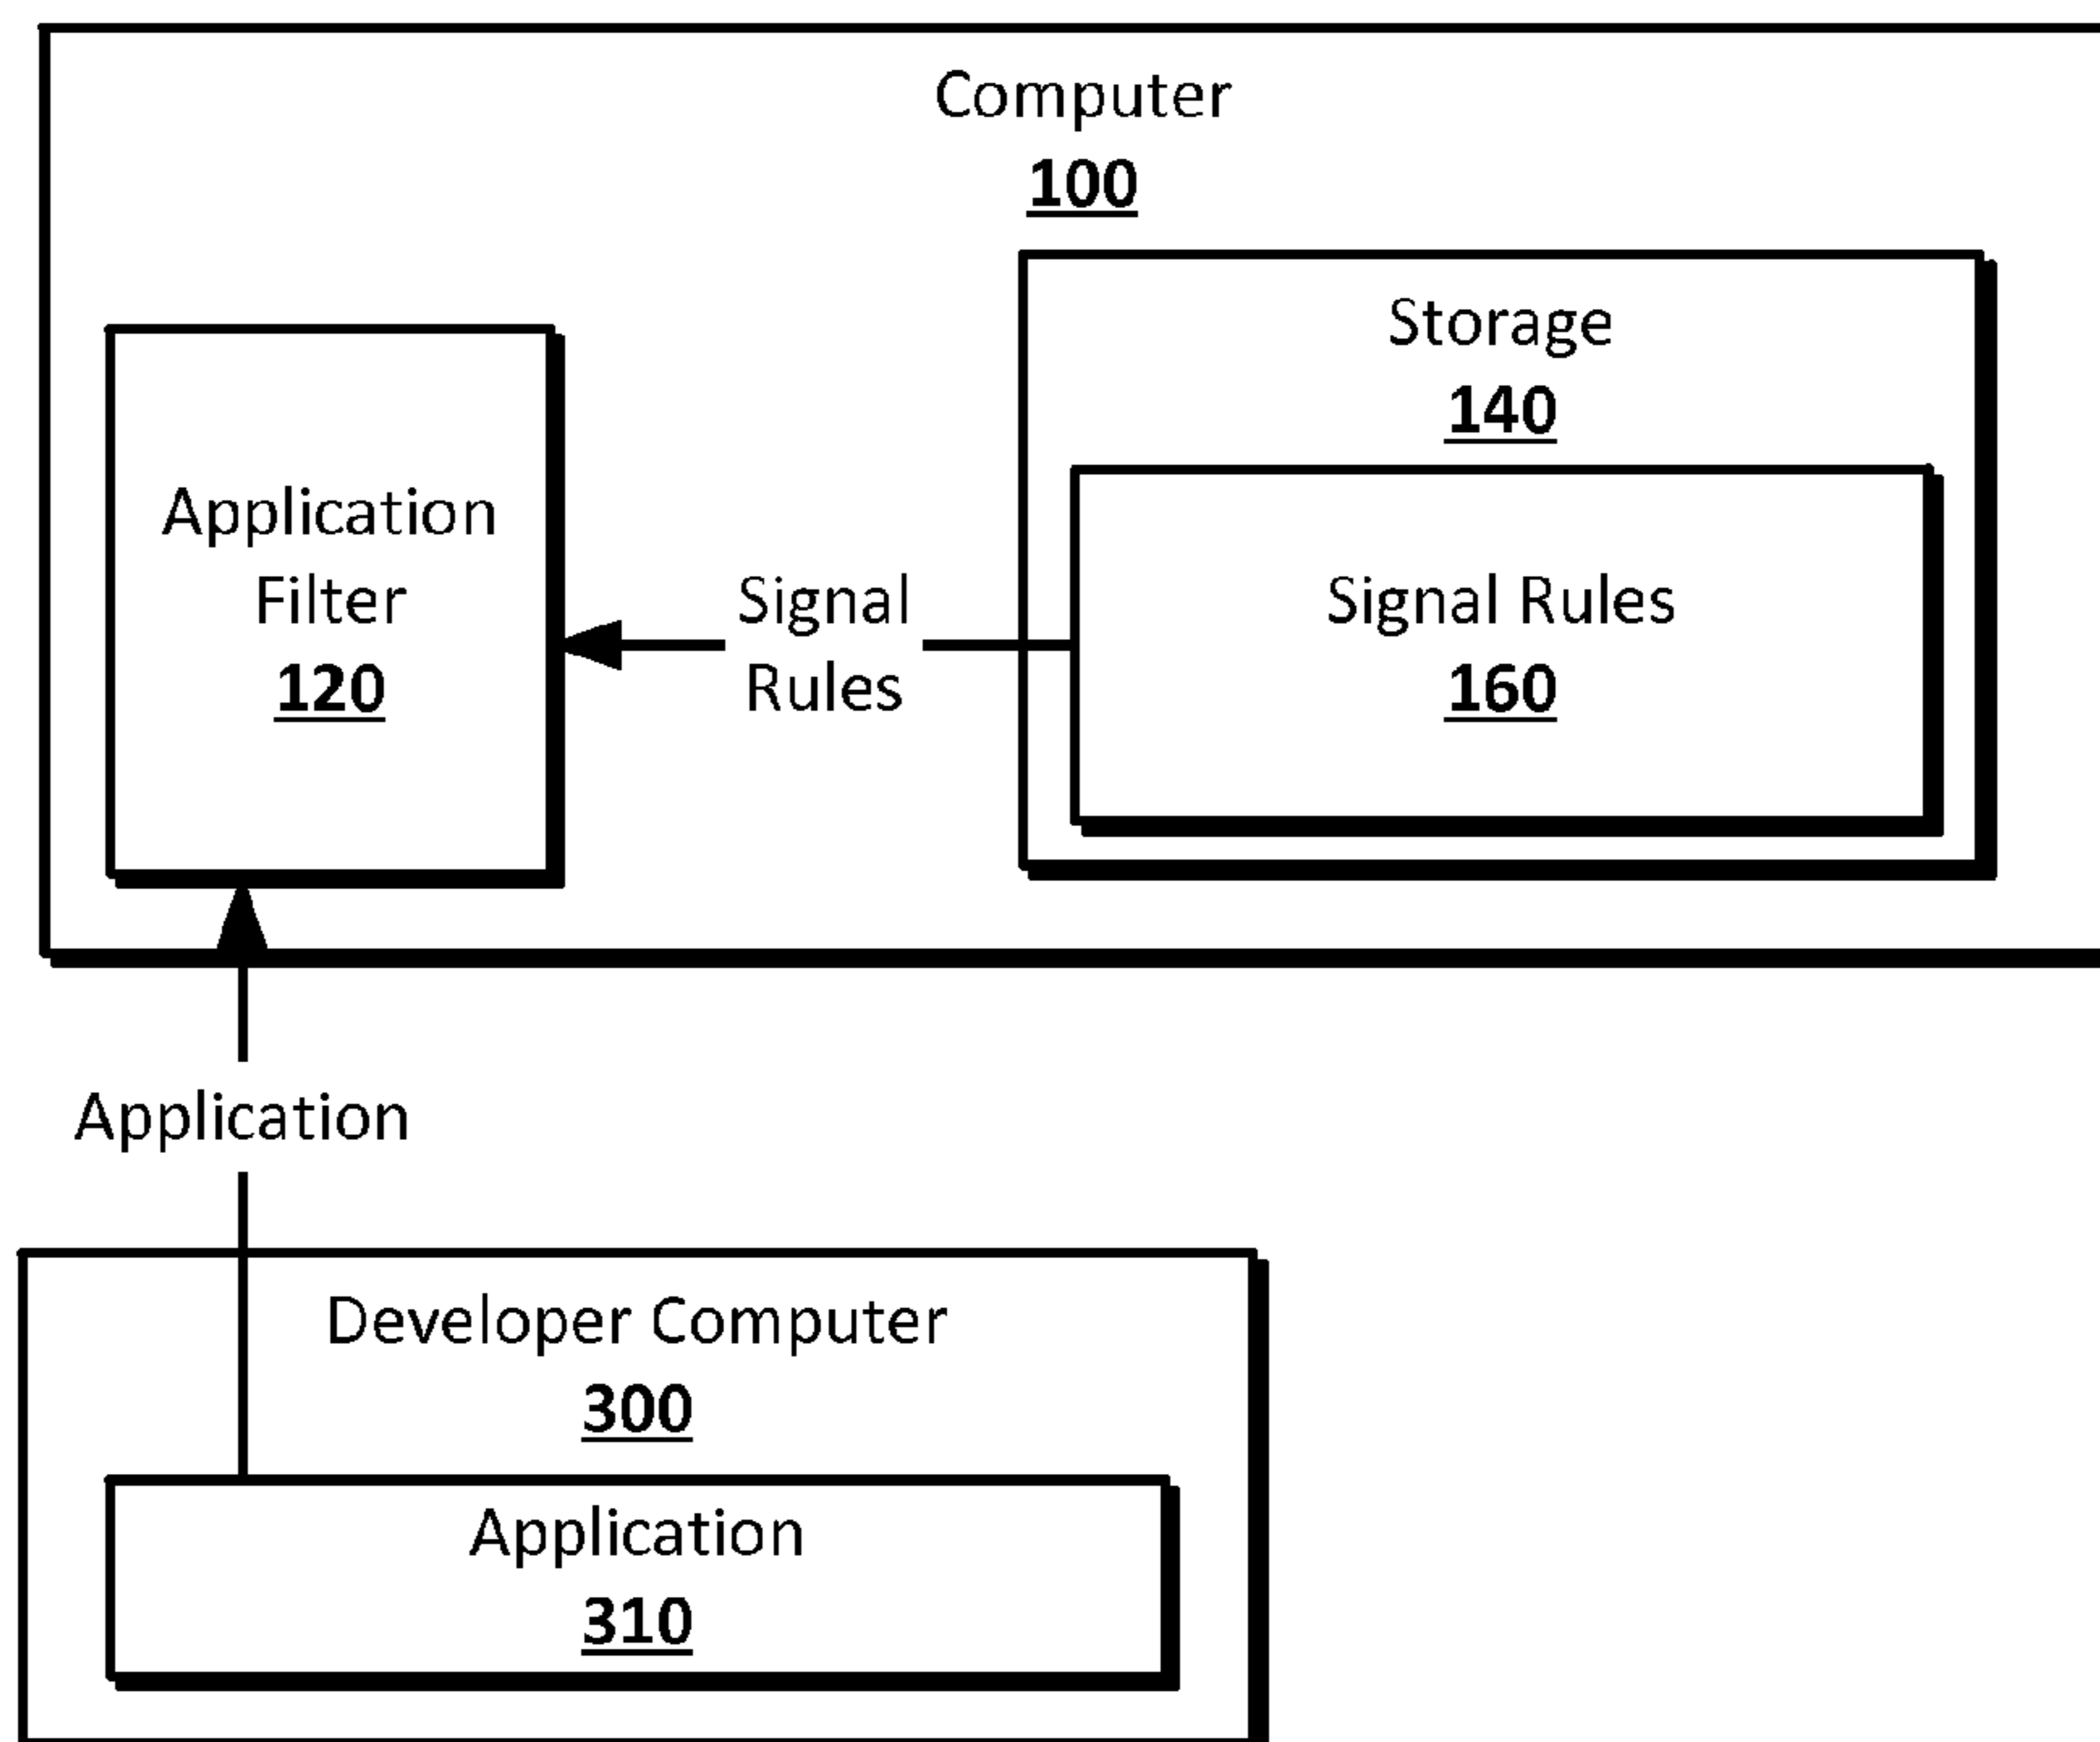 Computer
100
Storage
140
Application
Filter
120
Signal
Rules
Signal Rules
160
Application
Developer Computer
300
Application
310